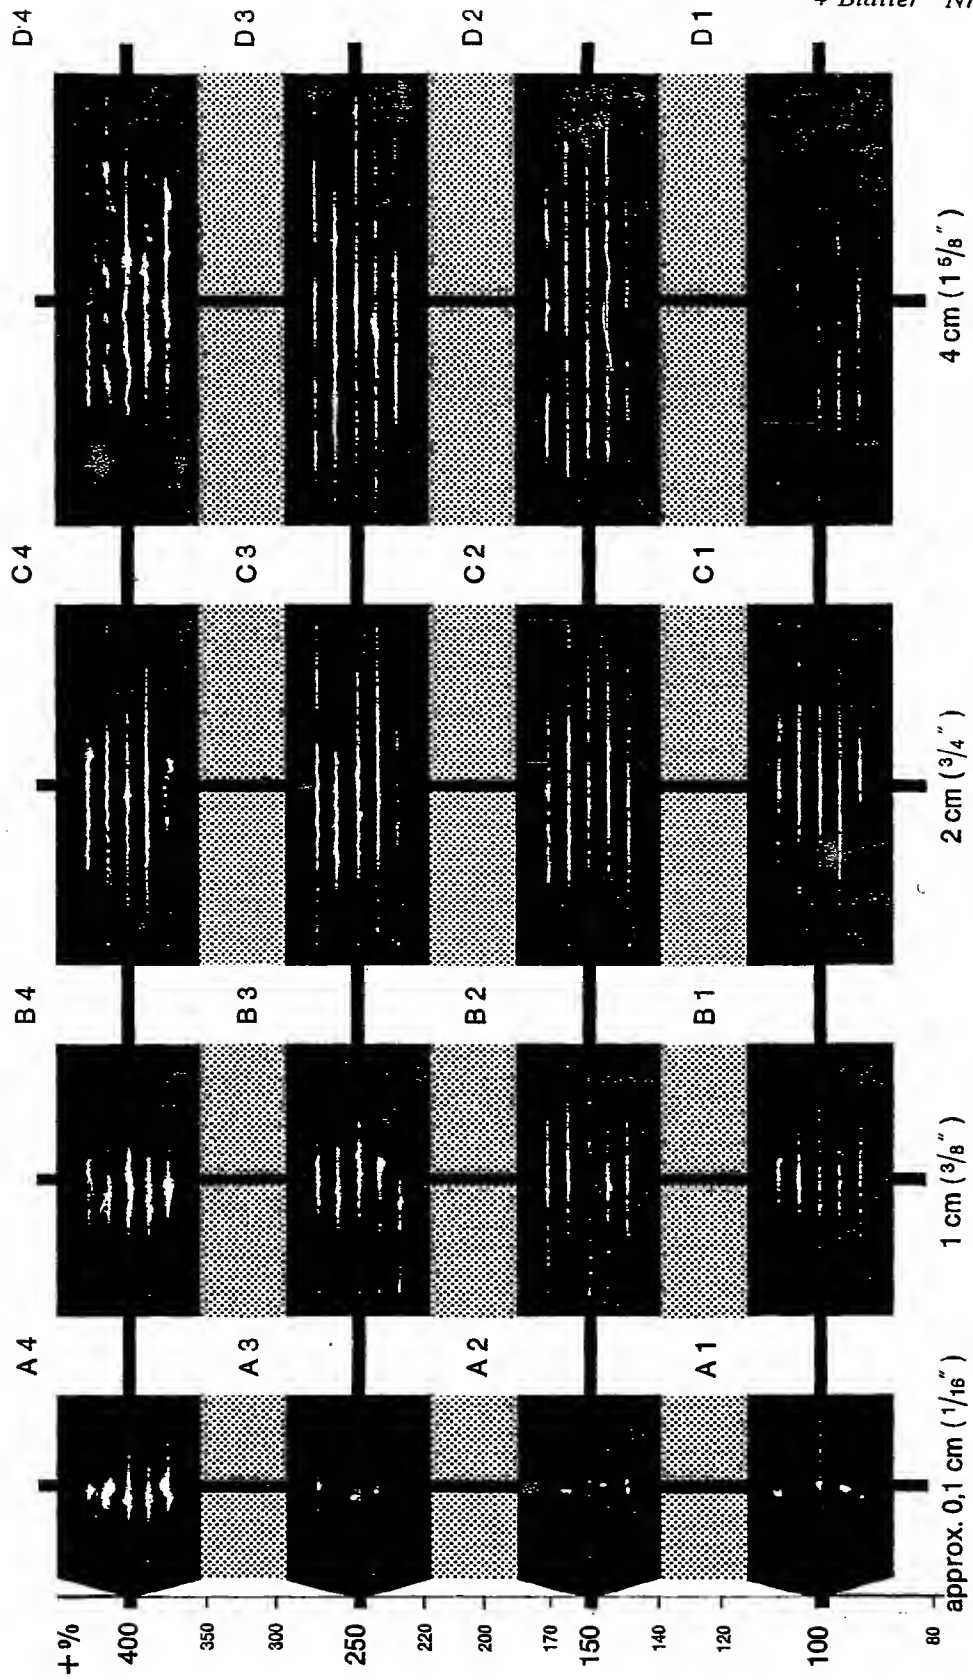 4 Blätter
+% 400 350 300 250 220 200 170 150 140 120 100 80
A4 B4 C4 D4
A3 B3 C3 D3
A2 B2 C2 D2
A1 B1 C1 D1
approx. 0,1 cm (1/16″) 1 cm (3/8″) 2 cm (3/4″) 4 cm (1 5/8″)